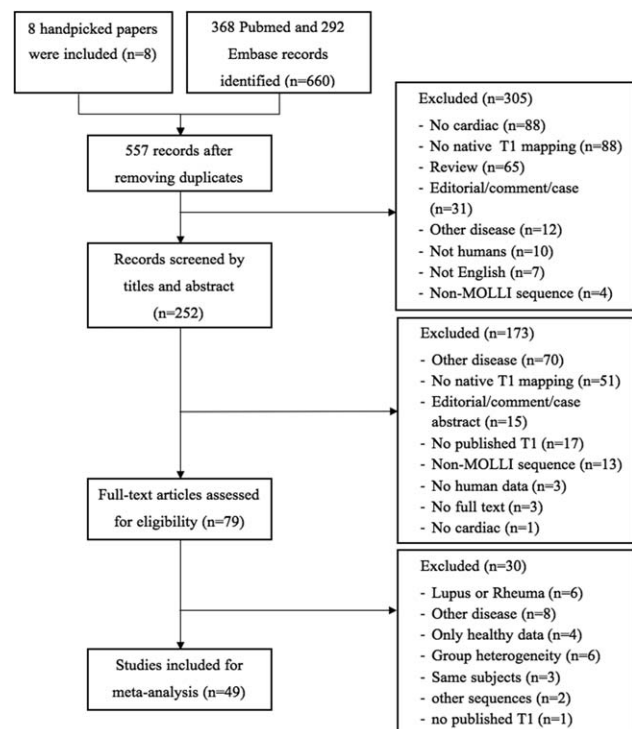 8 handpicked papers
were included (n=8)
368 Pubmed and 292
Embase records
identified (n=660)
557 records after
removing duplicates
Excluded (n=305)
- No cardiac (n=88)
- No native T1 mapping (n=88)
- Review (n=65)
- Editorial/comment/case
(n=31)
- Other disease (n=12)
- Not humans (n=10)
- Not English (n=7)
- Non-MOLLI sequence (n=4)
Records screened by
titles and abstract
(n=252)
Excluded (n=173)
- Other disease (n=70)
- No native T1 mapping (n=51)
- Editorial/comment/case
abstract (n=15)
- No published T1 (n=17)
- Non-MOLLI sequence (n=13)
- No human data (n=3)
- No full text (n=3)
- No cardiac (n=1)
Full-text articles assessed
for eligibility (n=79)
Excluded (n=30)
- Lupus or Rheuma (n=6)
- Other disease (n=8)
- Only healthy data (n=4)
- Group heterogeneity (n=6)
- Same subjects (n=3)
- other sequences (n=2)
- no published T1 (n=1)
Studies included for
meta-analysis (n=49)